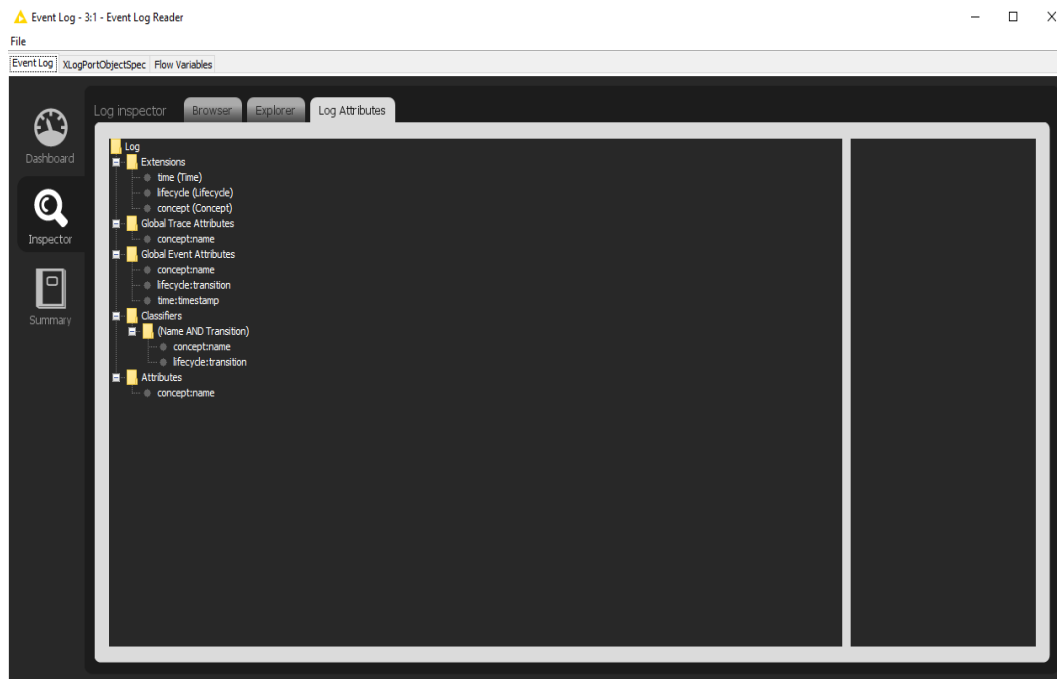 Event Log - 3:1 - Event Log Reader
File
Event Log XLogPortObjectSpec Flow Variables
Log inspector Browser Explorer Log Attributes
Dashboard
Inspector
Summary
Log
Extensions
time (Time)
lifecycle (Lifecycle)
concept (Concept)
Global Trace Attributes
concept:name
Global Event Attributes
concept:name
lifecycle:transition
time:timestamp
Classifiers
(Name AND Transition)
concept:name
lifecycle:transition
Attributes
concept:name